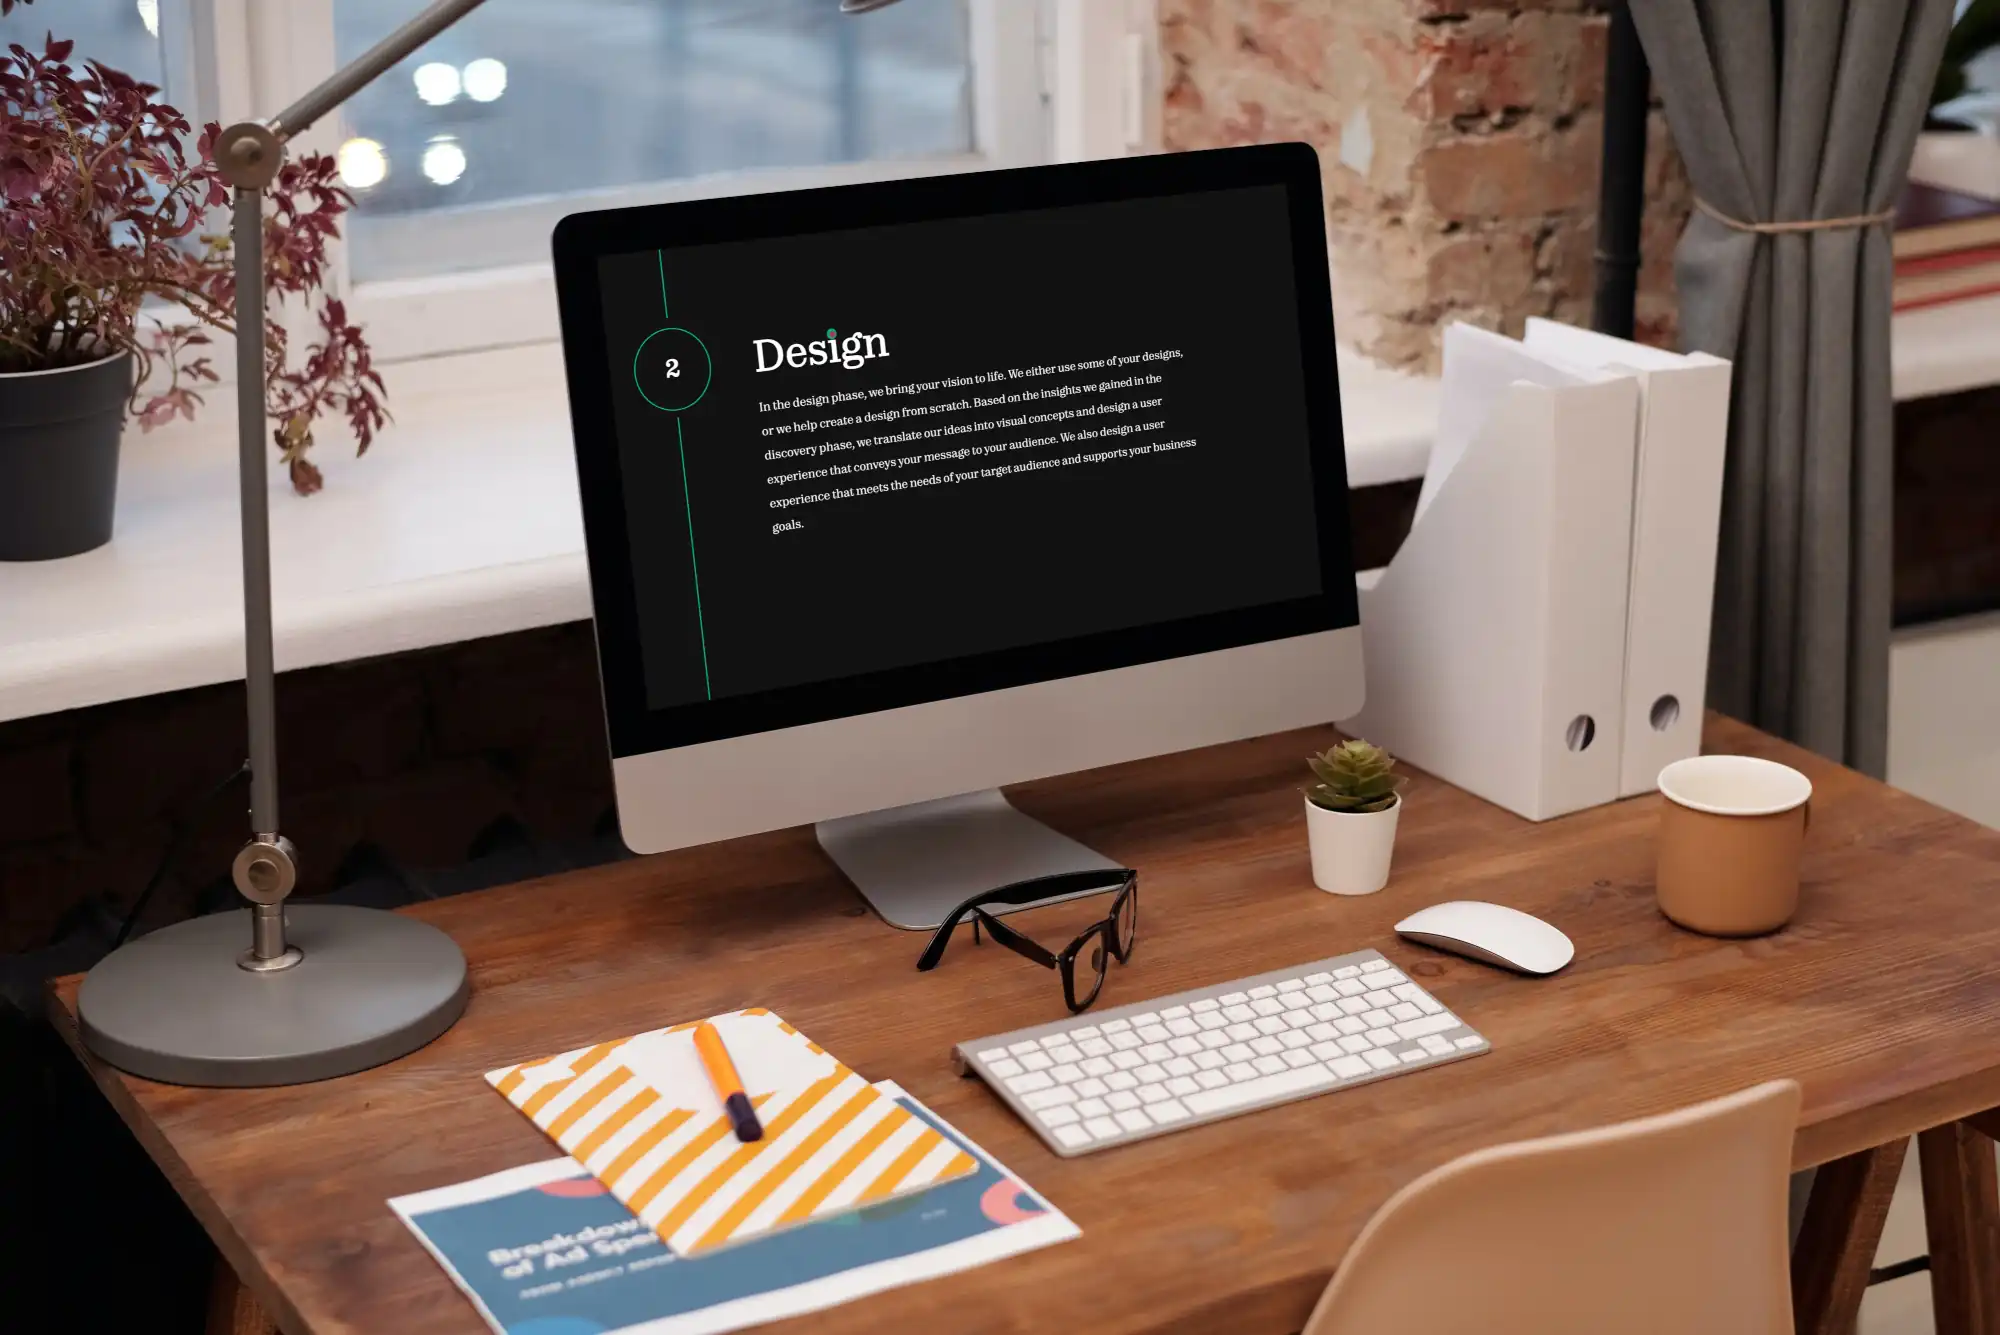 2
Design
In the design phase, we bring your vision to life. We either use some of your designs,
or we help create a design from scratch. Based on the insights we gained in the
discovery phase, we translate our ideas into visual concepts and design a user
experience that conveys your message to your audience. We also design a user
experience that meets the needs of your target audience and supports your business
goals.
Breakdown
of Ad